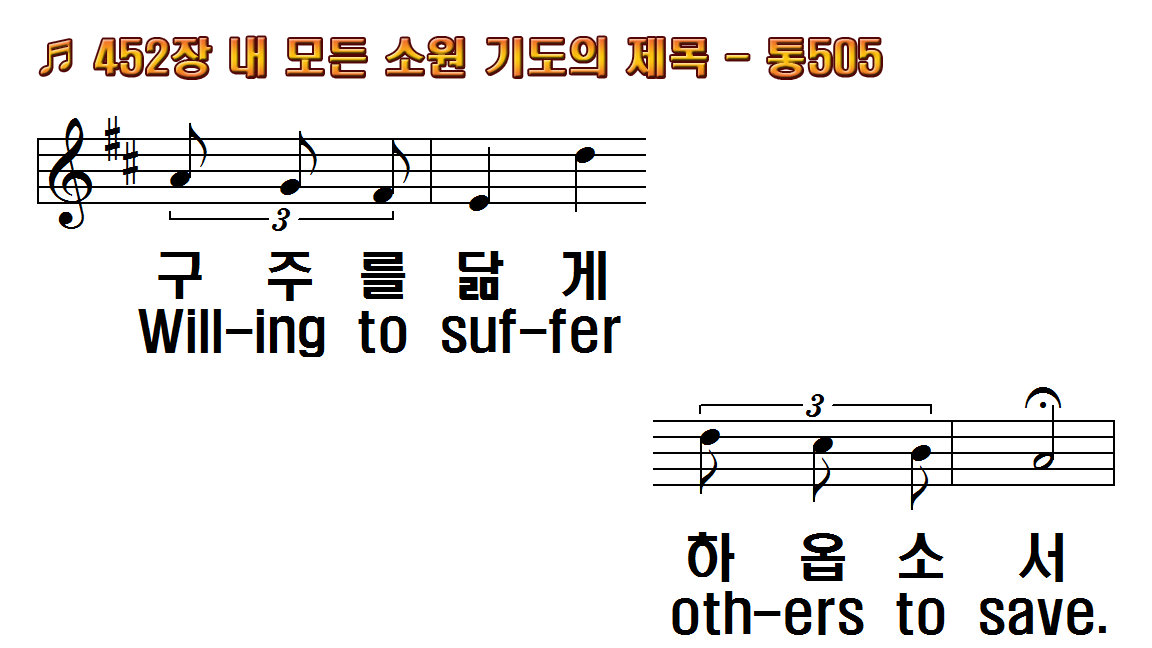 ♬ 452장 내 모든 소원 기도의 제목 - 통505
3
구 주 를 닮 게
Will-ing to suf-fer
3
하 옵 소 서
oth-ers to save.